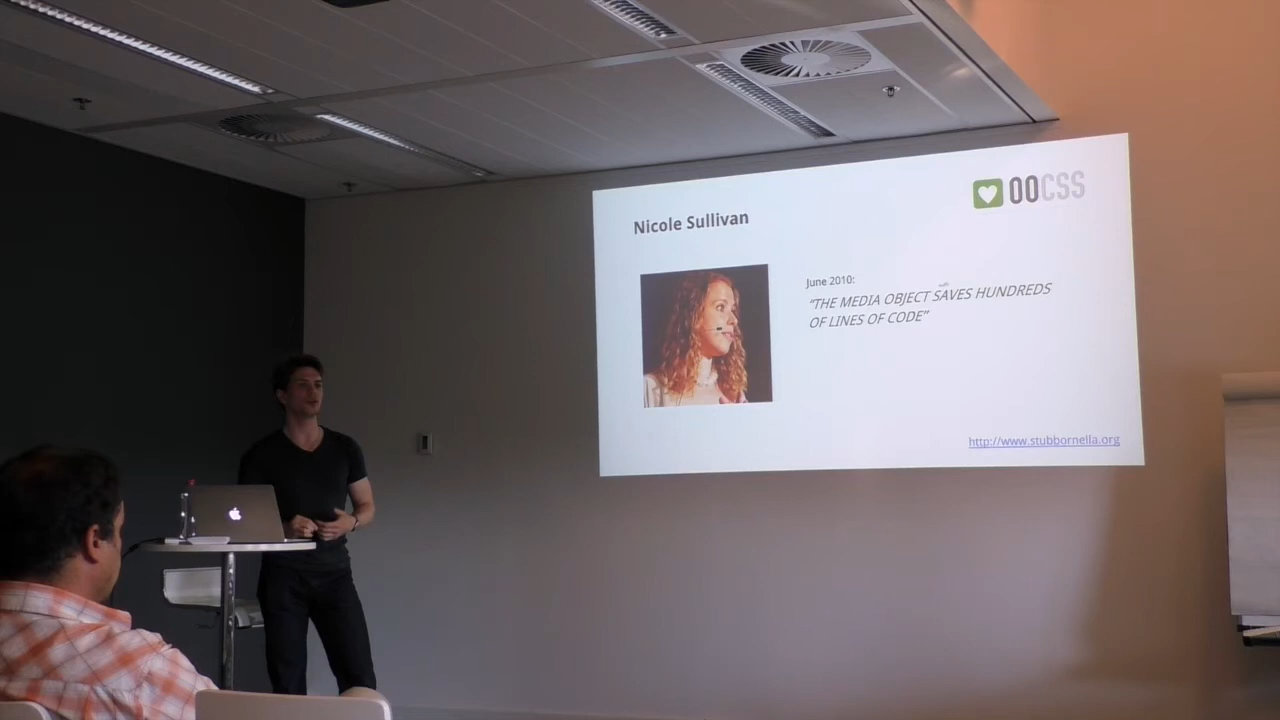 OOCSS
Nicole Sullivan
June 2010:
“THE MEDIA OBJECT SAVES HUNDREDS
OF LINES OF CODE”
http://www.stubbornella.org